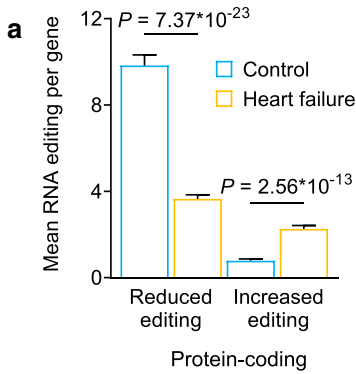 a
P = 7.37*10⁻²³
12
8
4
0
Mean RNA editing per gene
Control
Heart failure
P = 2.56*10⁻¹³
Reduced editing
Increased editing
Protein-coding